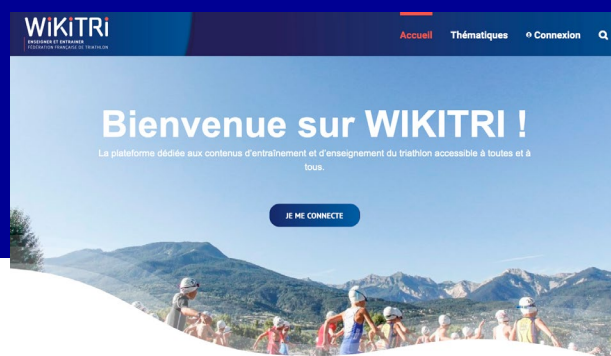 WiKiTRi
ENSEIGNER ET ENTRAINER
FÉDÉRATION FRANÇAISE DE TRIATHLON
Accueil Thématiques Connexion
Bienvenue sur WIKITRI !
La plateforme dédiée aux contenus d'entraînement et d'enseignement du triathlon accessible à toutes et à
tous.
JE ME CONNECTE